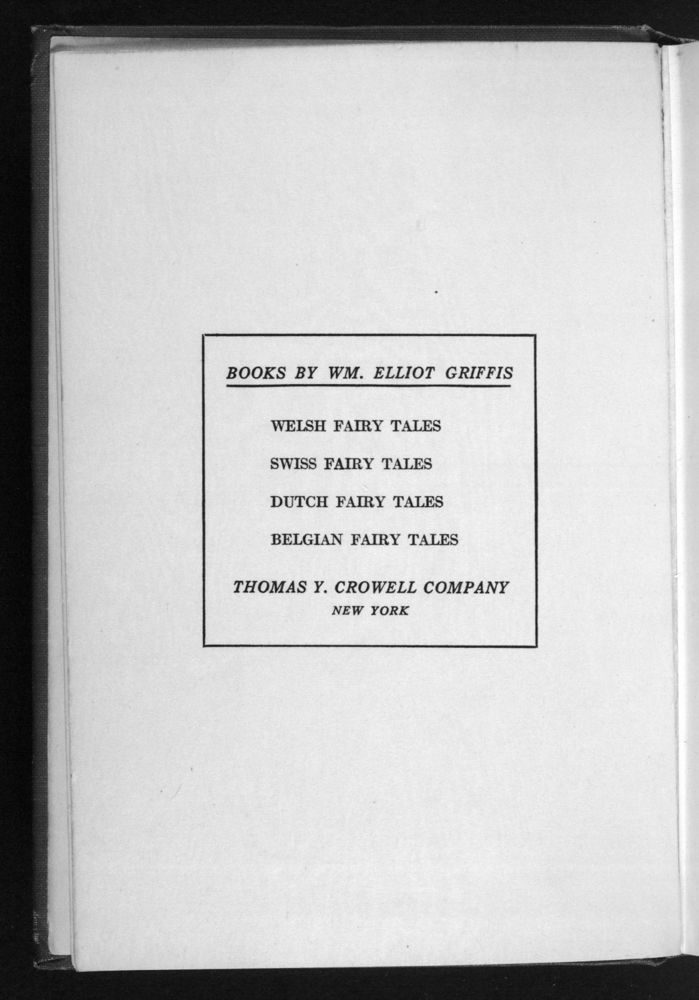 BOOKS BY WM. ELLIOT GRIFFIS
WELSH FAIRY TALES
SWISS FAIRY TALES
DUTCH FAIRY TALES
BELGIAN FAIRY TALES
THOMAS Y. CROWELL COMPANY
NEW YORK